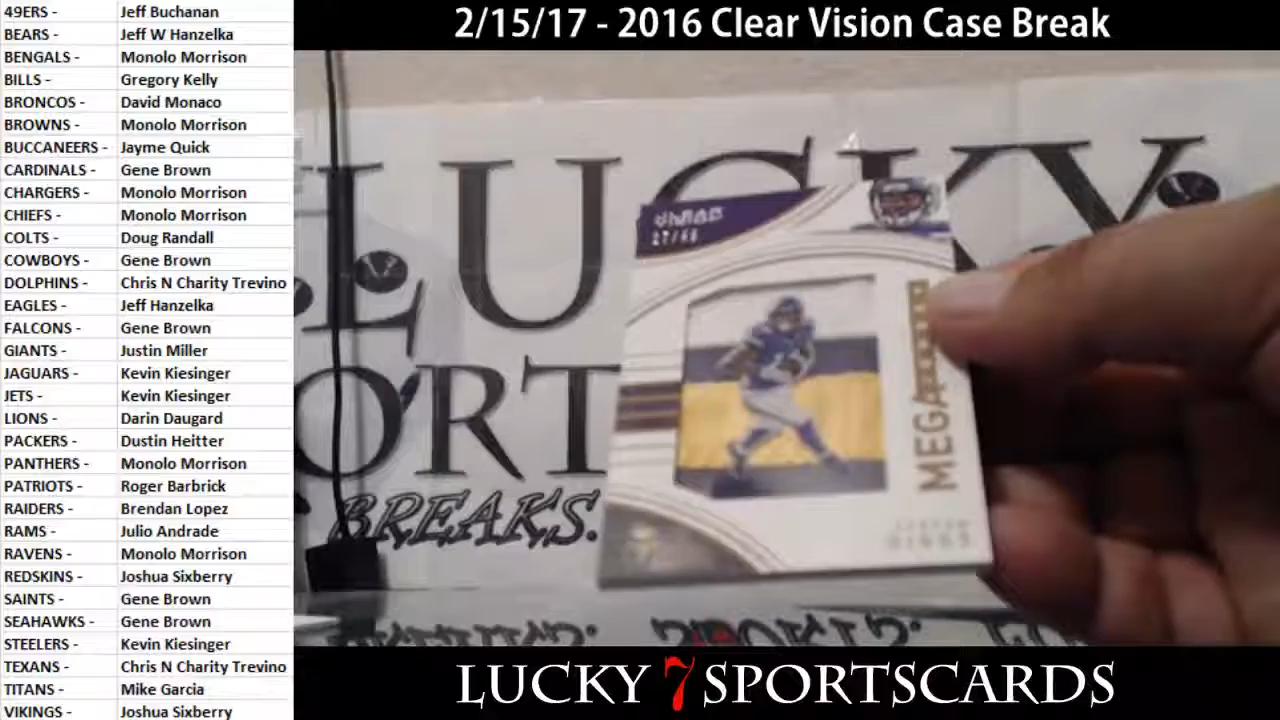 49ERS - Jeff Buchanan
BEARS - Jeff W Hanzelka
BENGALS - Monolo Morrison
BILLS - Gregory Kelly
BRONCOS - David Monaco
BROWNS - Monolo Morrison
BUCCANEERS - Jayme Quick
CARDINALS - Gene Brown
CHARGERS - Monolo Morrison
CHIEFS - Monolo Morrison
COLTS - Doug Randall
COWBOYS - Gene Brown
DOLPHINS - Chris N Charity Trevino
EAGLES - Jeff Hanzelka
FALCONS - Gene Brown
GIANTS - Justin Miller
JAGUARS - Kevin Kiesinger
JETS - Kevin Kiesinger
LIONS - Darin Daugard
PACKERS - Dustin Heitter
PANTHERS - Monolo Morrison
PATRIOTS - Roger Barbrick
RAIDERS - Brendan Lopez
RAMS - Julio Andrade
RAVENS - Monolo Morrison
REDSKINS - Joshua Sixberry
SAINTS - Gene Brown
SEAHAWKS - Gene Brown
STEELERS - Kevin Kiesinger
TEXANS - Chris N Charity Trevino
TITANS - Mike Garcia
VIKINGS - Joshua Sixberry
2/15/17 - 2016 Clear Vision Case Break
LUCKY
ORT
BREAKS.
MEGA
LUCKY 7 SPORTSCARDS